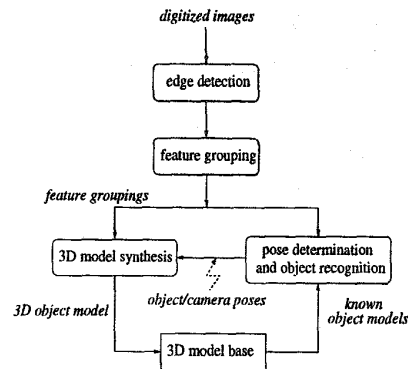 digitized images
edge detection
feature grouping
feature groupings
3D model synthesis
pose determination
and object recognition
object/camera poses
3D object model
known
object models
3D model base